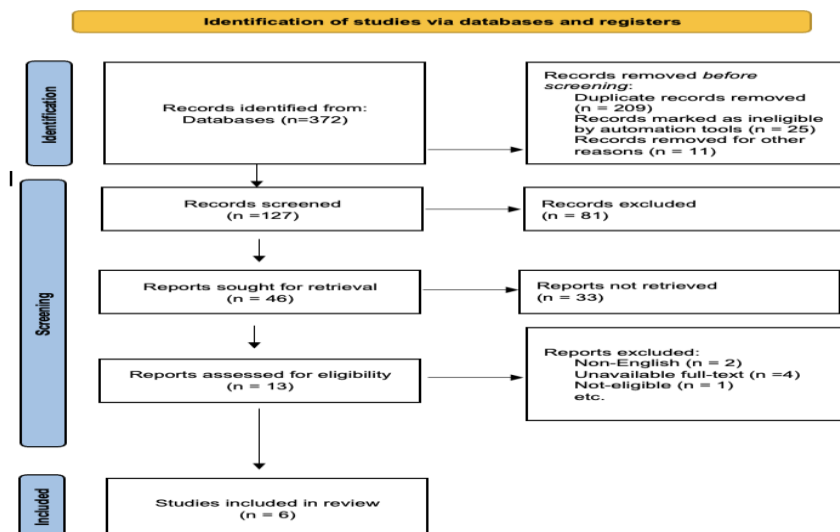 Identification of studies via databases and registers
Identification
Records identified from:
Databases (n=372)
Records removed before
screening:
Duplicate records removed
(n = 209)
Records marked as ineligible
by automation tools (n = 25)
Records removed for other
reasons (n = 11)
Screening
Records screened
(n =127)
Records excluded
(n = 81)
Reports sought for retrieval
(n = 46)
Reports not retrieved
(n = 33)
Reports assessed for eligibility
(n = 13)
Reports excluded:
Non-English (n = 2)
Unavailable full-text (n =4)
Not-eligible (n = 1)
etc.
Included
Studies included in review
(n = 6)